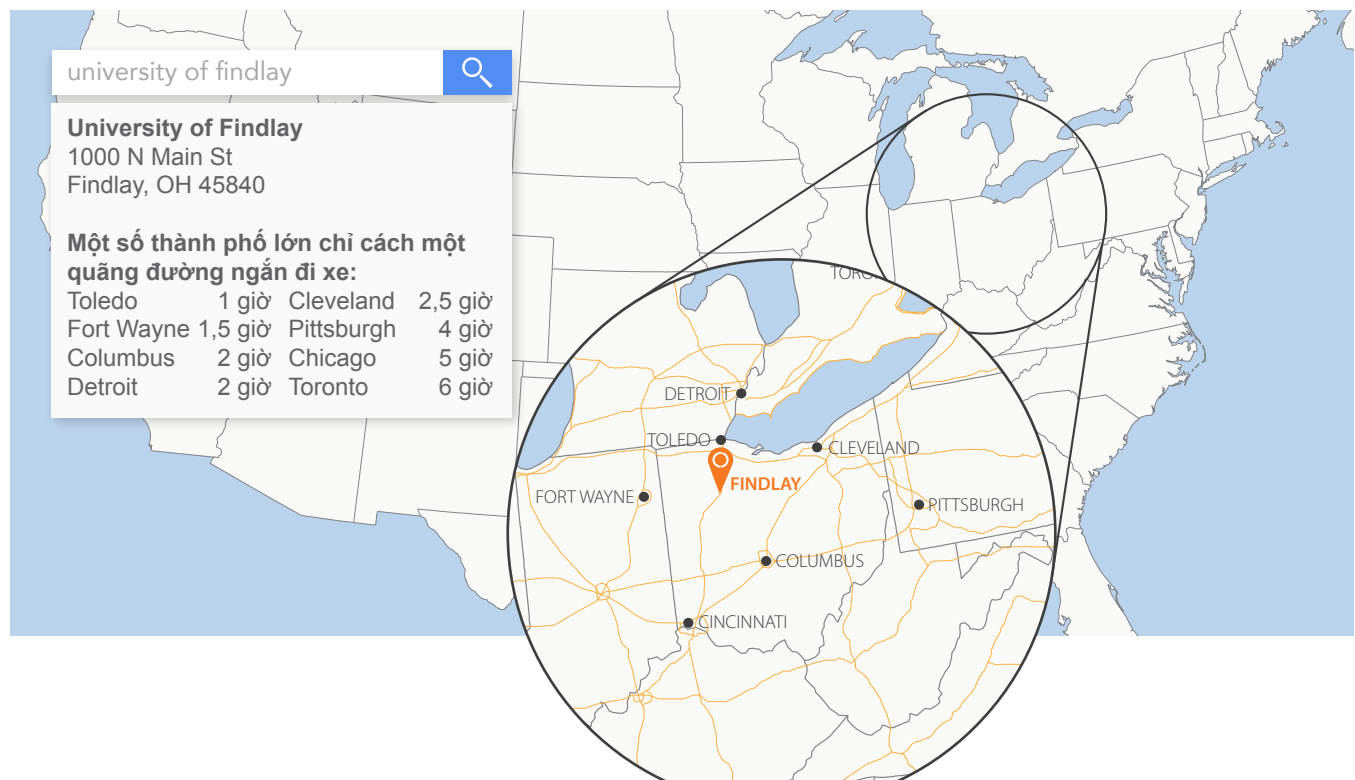 university of findlay
University of Findlay
1000 N Main St
Findlay, OH 45840
Một số thành phố lớn chỉ cách một
quãng đường ngắn đi xe:
Toledo 1 giờ Cleveland 2,5 giờ
Fort Wayne 1,5 giờ Pittsburgh 4 giờ
Columbus 2 giờ Chicago 5 giờ
Detroit 2 giờ Toronto 6 giờ
TORO
DETROIT
TOLEDO
CLEVELAND
FINDLAY
FORT WAYNE
PITTSBURGH
COLUMBUS
CINCINNATI